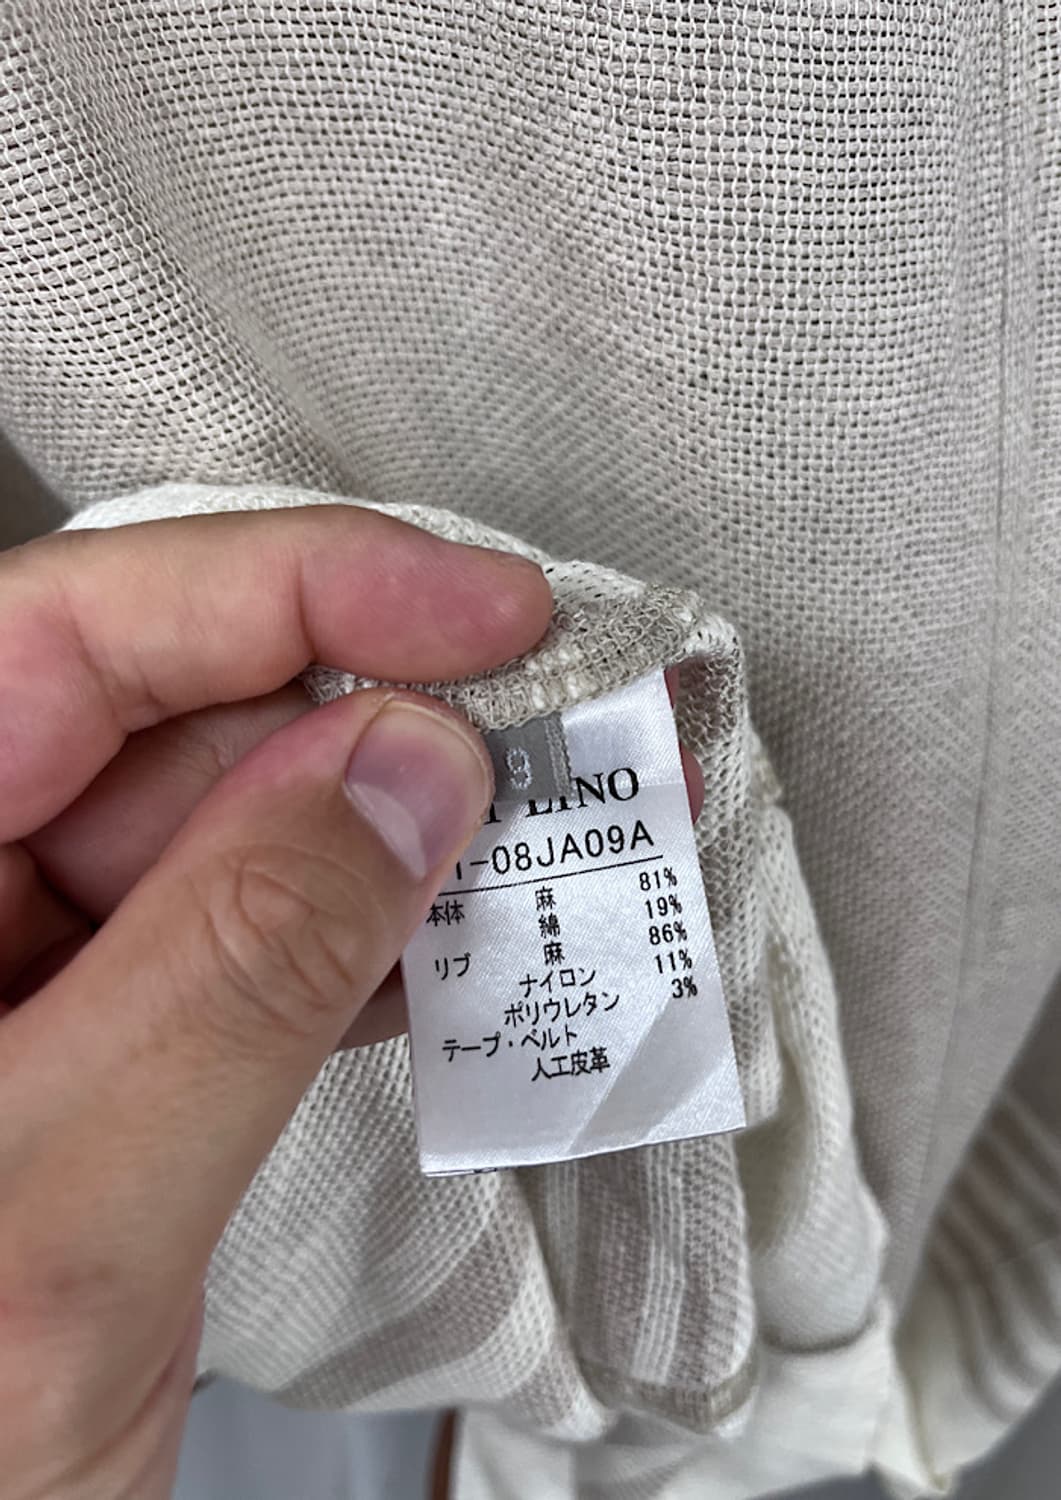 9
LINO
1-08JA09A
本体 麻 81%
綿 19%
リブ 麻 86%
ナイロン 11%
ポリウレタン 3%
テープ・ベルト
人工皮革